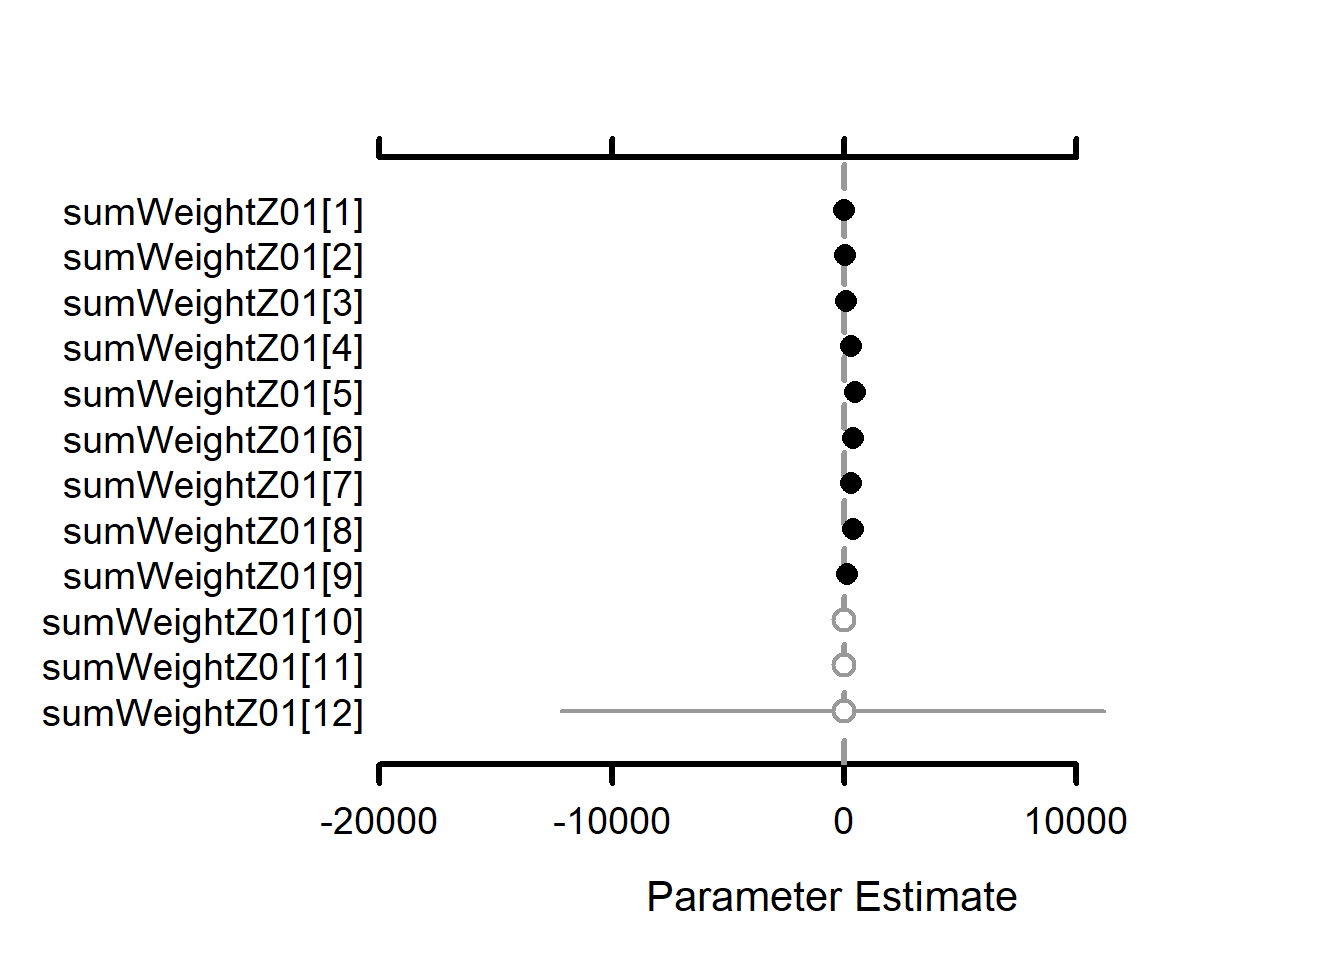 sumWeightZ01[1]
sumWeightZ01[2]
sumWeightZ01[3]
sumWeightZ01[4]
sumWeightZ01[5]
sumWeightZ01[6]
sumWeightZ01[7]
sumWeightZ01[8]
sumWeightZ01[9]
sumWeightZ01[10]
sumWeightZ01[11]
sumWeightZ01[12]
-20000 -10000 0 10000
Parameter Estimate